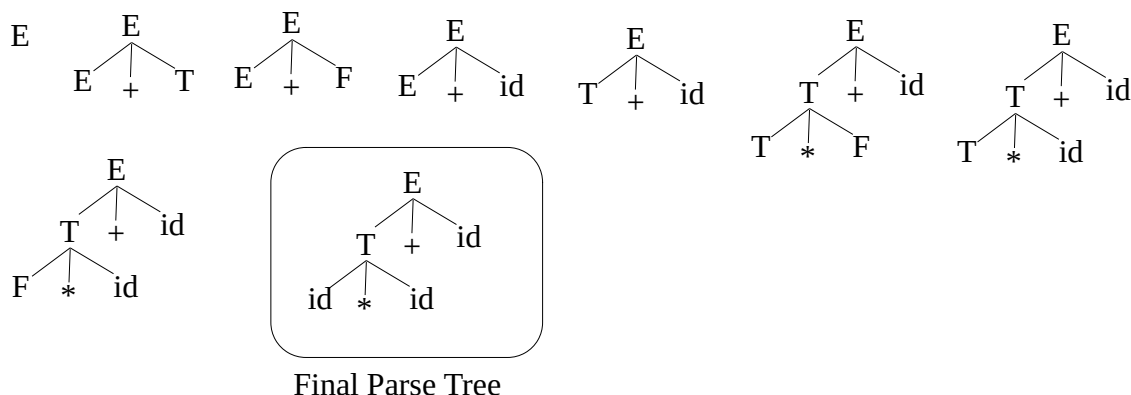 E
E
E + T
E
E + F
E
E + id
E
T + id
E
T + id
T * F
E
T + id
T * id
E
T + id
F * id
E
T + id
id * id
Final Parse Tree